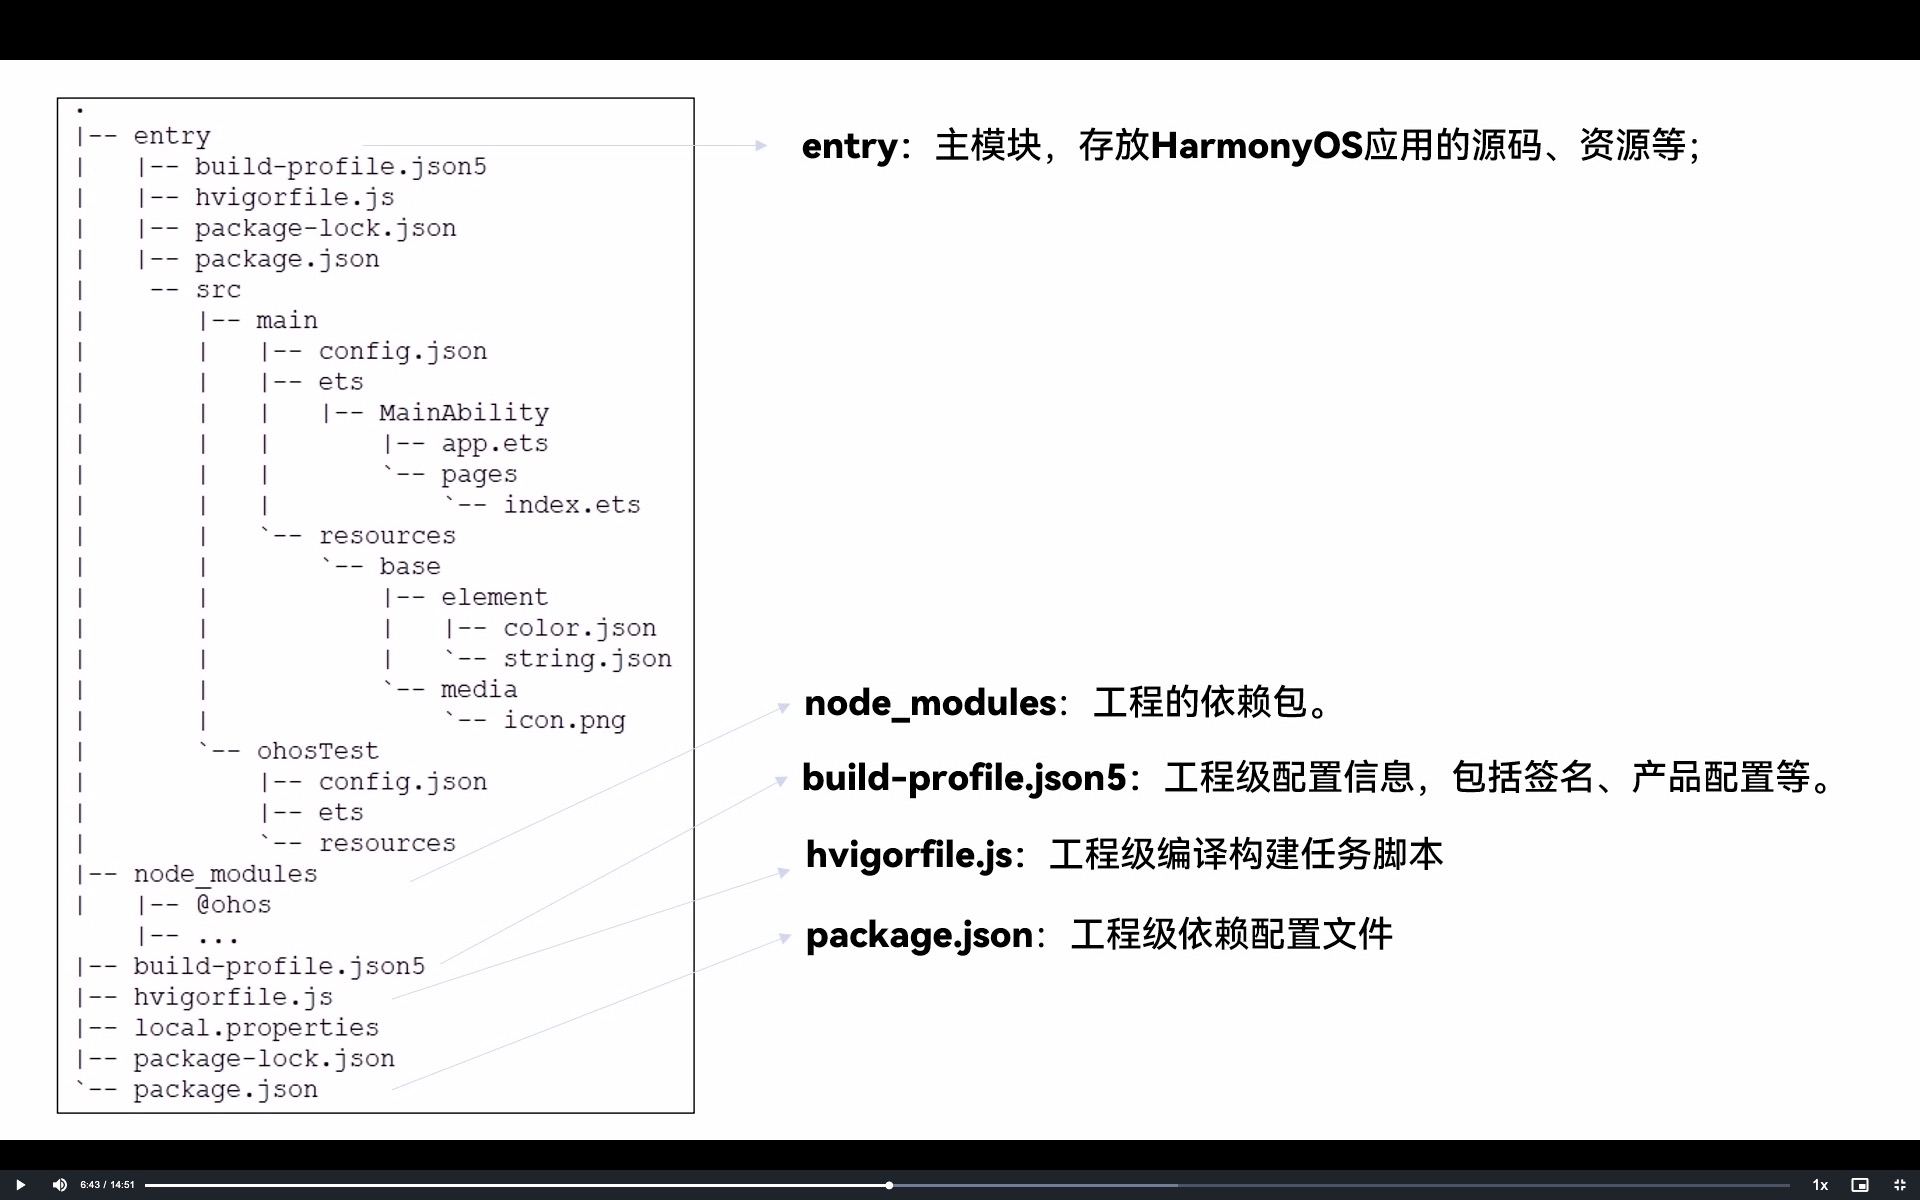 .
|-- entry
|   |-- build-profile.json5
|   |-- hvigorfile.js
|   |-- package-lock.json
|   |-- package.json
|    -- src
|       |-- main
|       |   |-- config.json
|       |   |-- ets
|       |   |   |-- MainAbility
|       |   |       |-- app.ets
|       |   |       `-- pages
|       |   |           `-- index.ets
|       |   `-- resources
|       |       `-- base
|       |           |-- element
|       |           |   |-- color.json
|       |           |   `-- string.json
|       |           `-- media
|       |               `-- icon.png
|       `-- ohosTest
|           |-- config.json
|           |-- ets
|           `-- resources
|-- node_modules
|   |-- @ohos
    |-- ...
|-- build-profile.json5
|-- hvigorfile.js
|-- local.properties
|-- package-lock.json
`-- package.json
entry：主模块，存放HarmonyOS应用的源码、资源等；
node_modules：工程的依赖包。
build-profile.json5：工程级配置信息，包括签名、产品配置等。
hvigorfile.js：工程级编译构建任务脚本
package.json：工程级依赖配置文件
6:43 / 14:51
1x